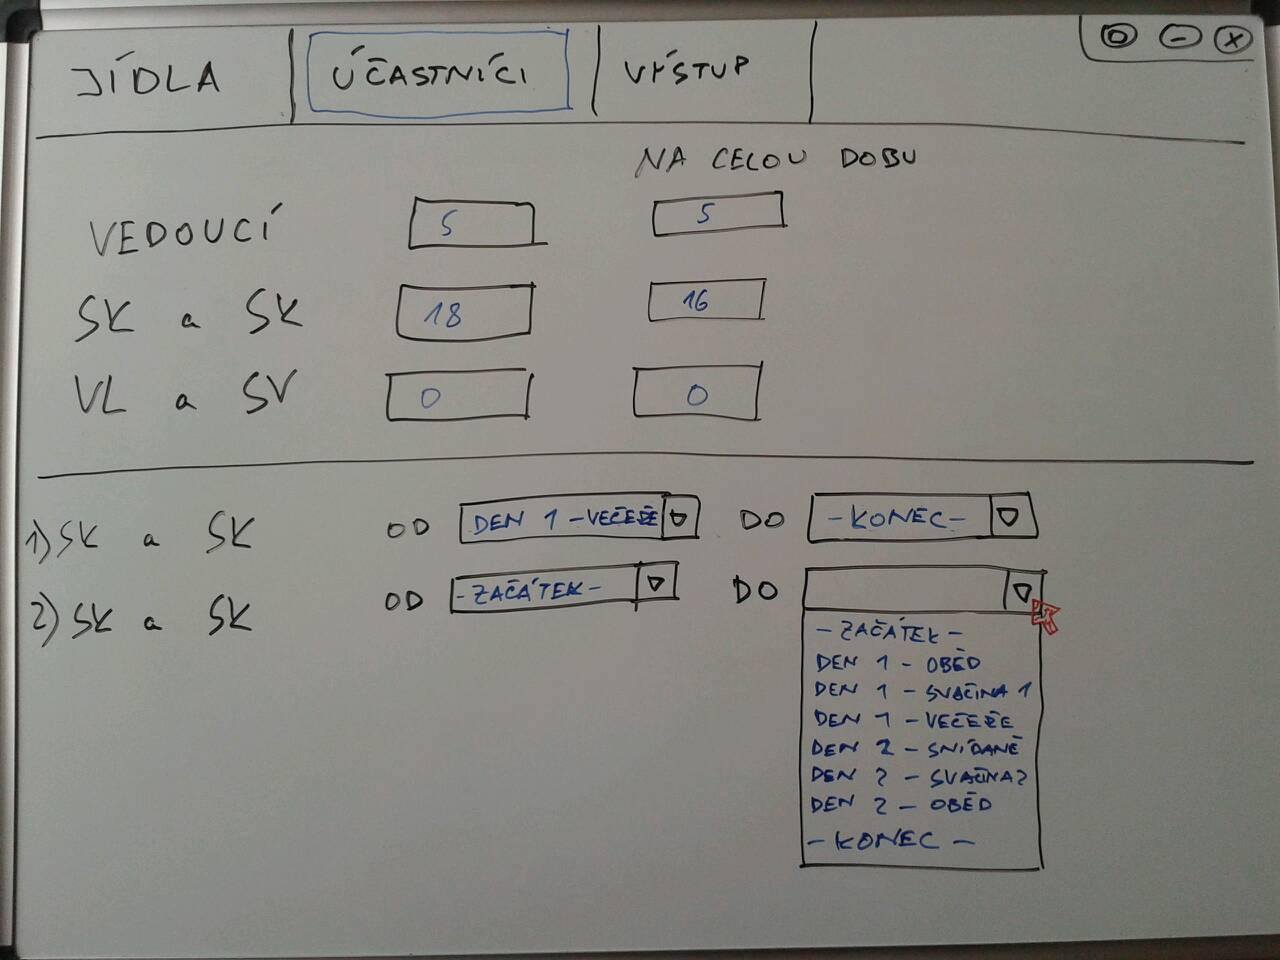 JÍDLA ÚČASTNÍCI VÝSTUP
NA CELOU DOBU
VEDOUCÍ 5 5
SK a SK 18 16
VL a SV 0 0
1) SK a SK OD DEN 1 - VEČEŘE DO - KONEC -
2) SK a SK OD - ZAČÁTEK - DO
- ZAČÁTEK -
DEN 1 - OBĚD
DEN 1 - SVAČINA 1
DEN 1 - VEČEŘE
DEN 2 - SNÍDANĚ
DEN 2 - SVAČINA 2
DEN 2 - OBĚD
- KONEC -